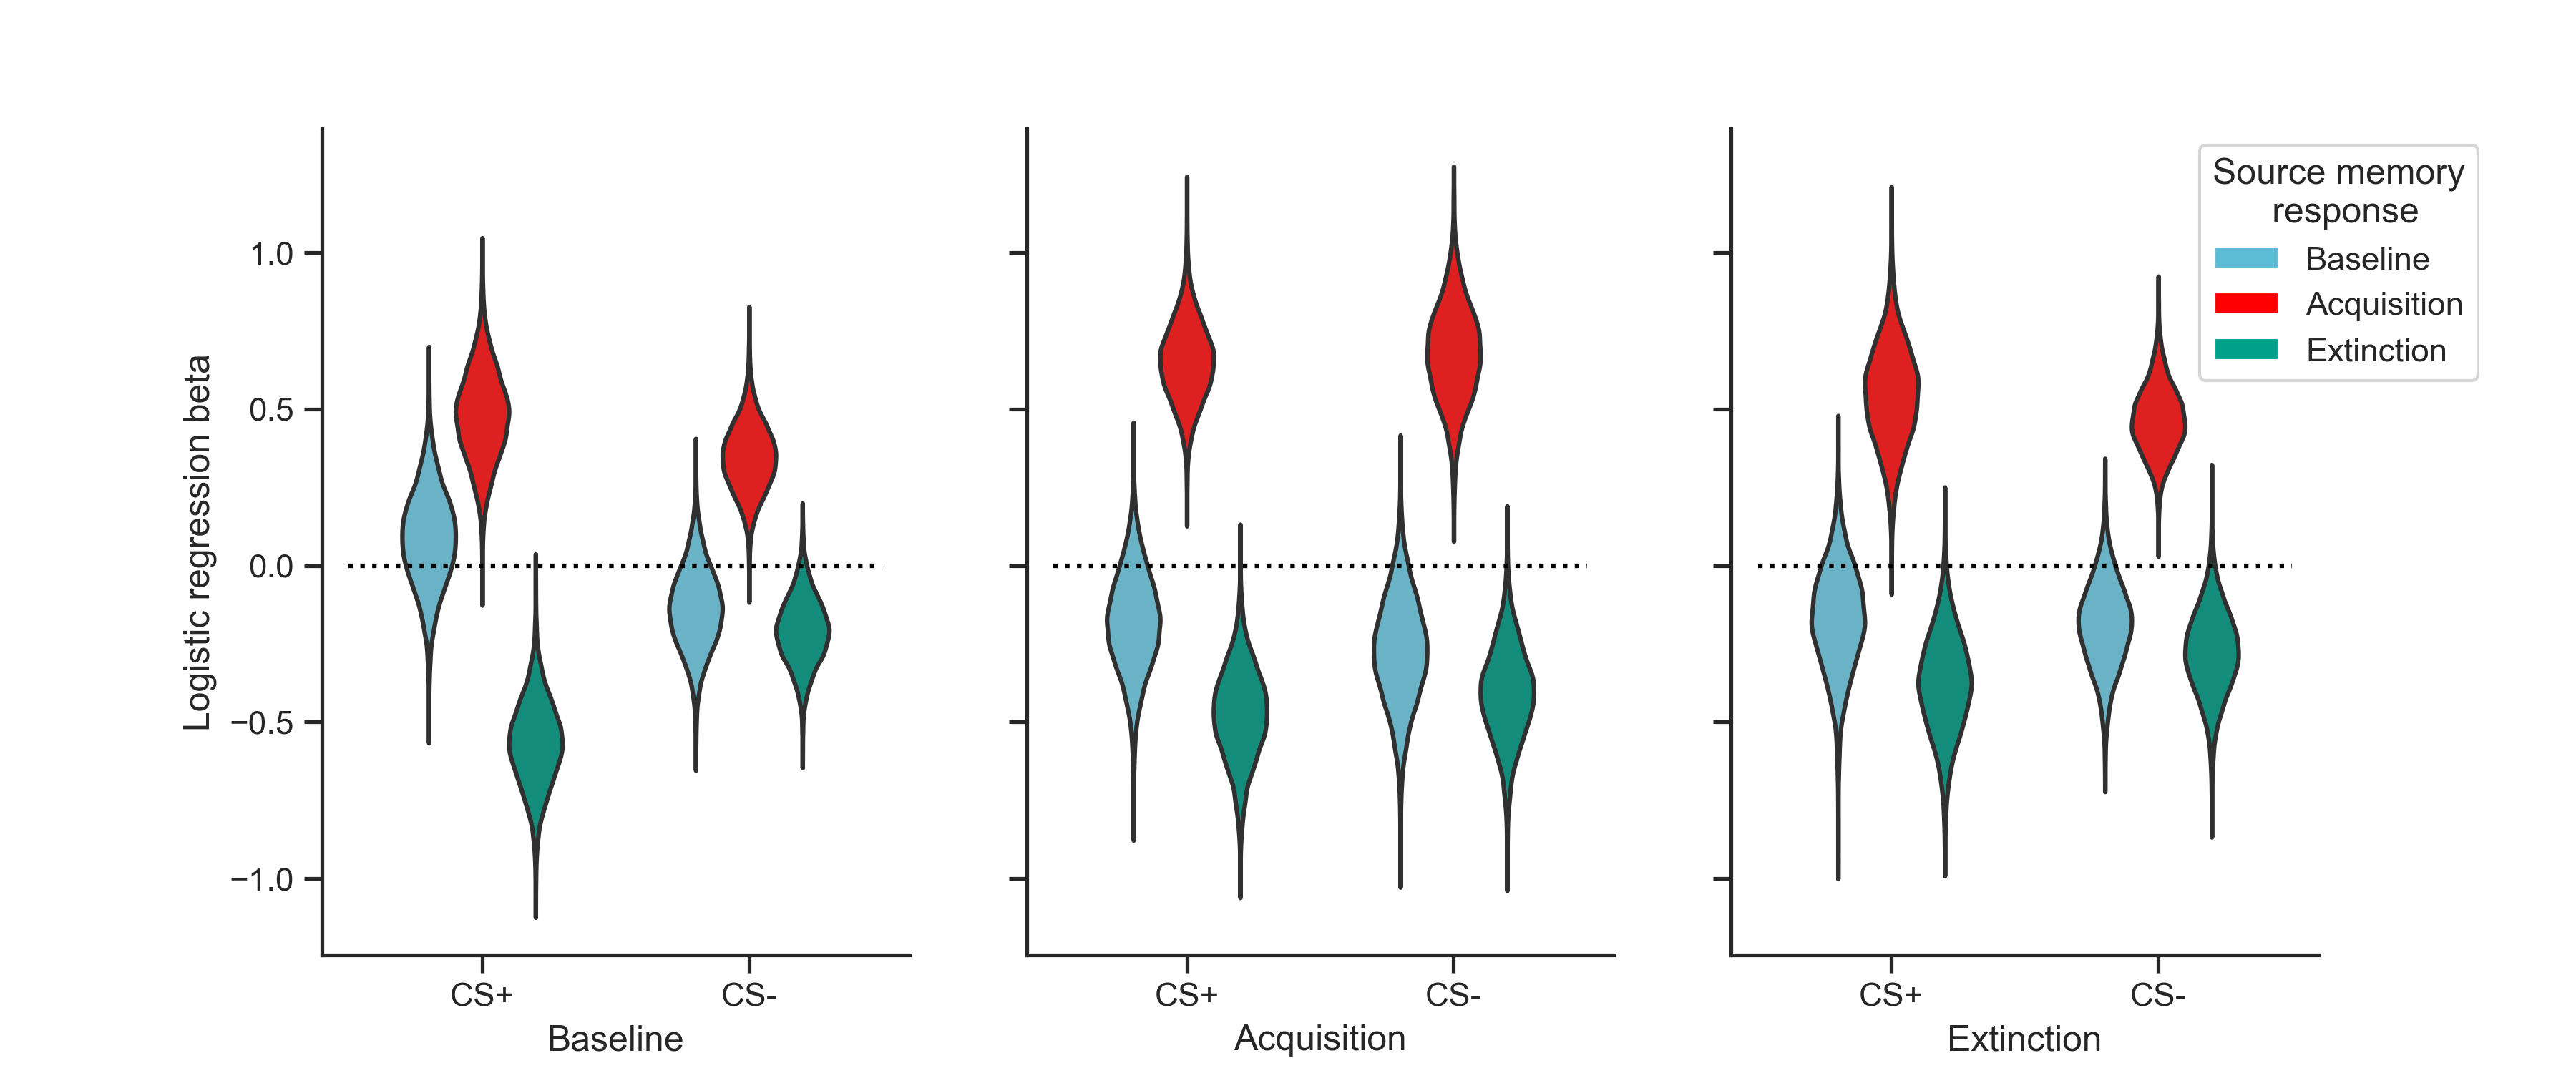 Source memory
response
Baseline
Acquisition
Extinction
Logistic regression beta
1.0
0.5
0.0
−0.5
−1.0
CS+ CS- CS+ CS- CS+ CS-
Baseline Acquisition Extinction